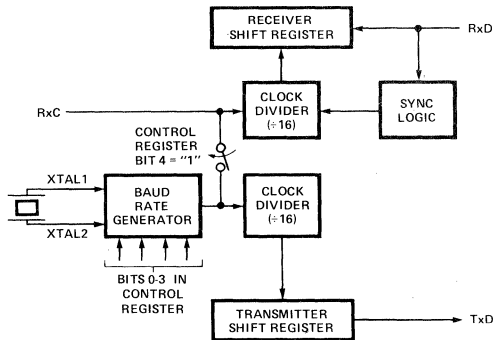 RECEIVER
SHIFT REGISTER
RxD
RxC
CLOCK
DIVIDER
(÷16)
SYNC
LOGIC
CONTROL
REGISTER
BIT 4 = "1"
XTAL1
XTAL2
BAUD
RATE
GENERATOR
CLOCK
DIVIDER
(÷16)
BITS 0-3 IN
CONTROL
REGISTER
TRANSMITTER
SHIFT REGISTER
TxD